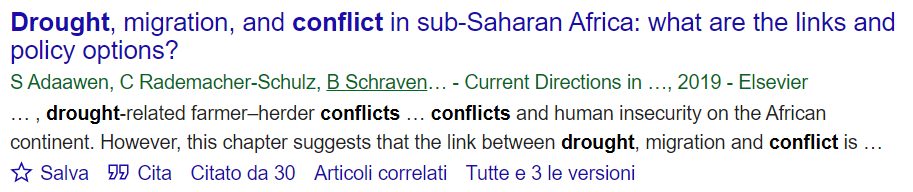 Drought, migration, and conflict in sub-Saharan Africa: what are the links and
policy options?
S Adaawen, C Rademacher-Schulz, B Schraven… - Current Directions in …, 2019 - Elsevier
… , drought-related farmer–herder conflicts … conflicts and human insecurity on the African
continent. However, this chapter suggests that the link between drought, migration and conflict is …
Salva Cita Citato da 30 Articoli correlati Tutte e 3 le versioni